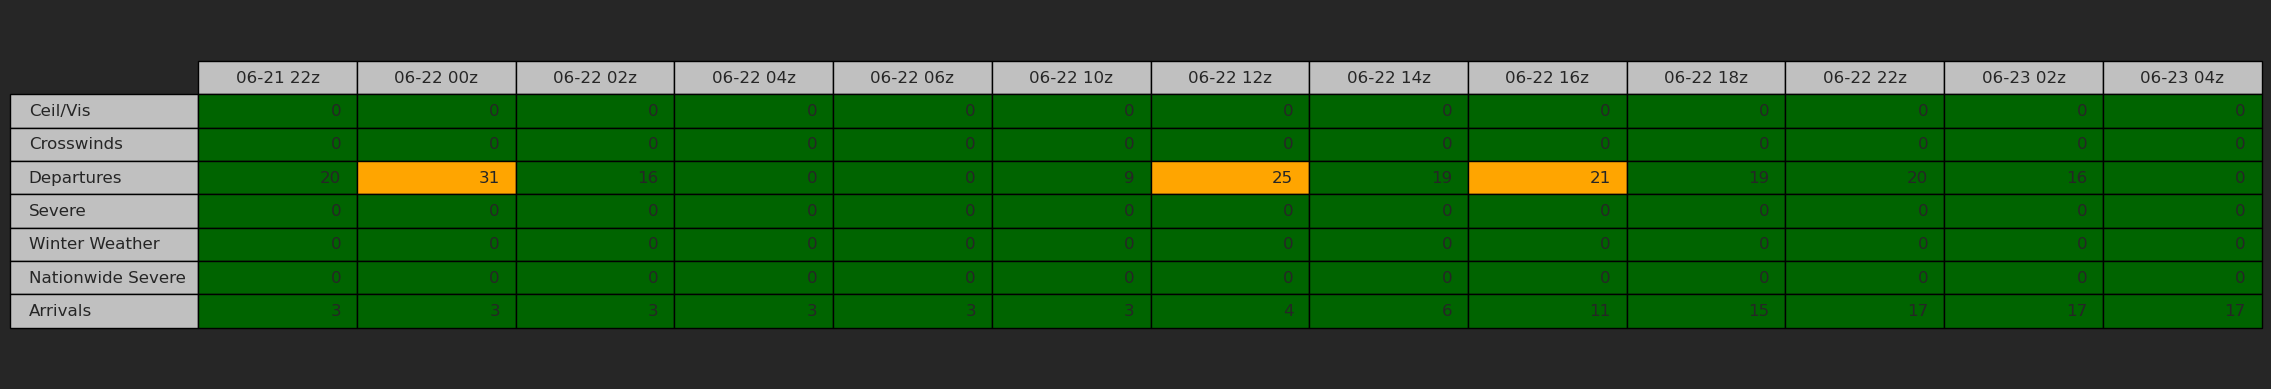 06-21 22z 06-22 00z 06-22 02z 06-22 04z 06-22 06z 06-22 10z 06-22 12z 06-22 14z 06-22 16z 06-22 18z 06-22 22z 06-23 02z 06-23 04z
Ceil/Vis 0 0 0 0 0 0 0 0 0 0 0 0 0
Crosswinds 0 0 0 0 0 0 0 0 0 0 0 0 0
Departures 20 31 16 0 0 9 25 19 21 19 20 16 0
Severe 0 0 0 0 0 0 0 0 0 0 0 0 0
Winter Weather 0 0 0 0 0 0 0 0 0 0 0 0 0
Nationwide Severe 0 0 0 0 0 0 0 0 0 0 0 0 0
Arrivals 3 3 3 3 3 3 4 6 11 15 17 17 17